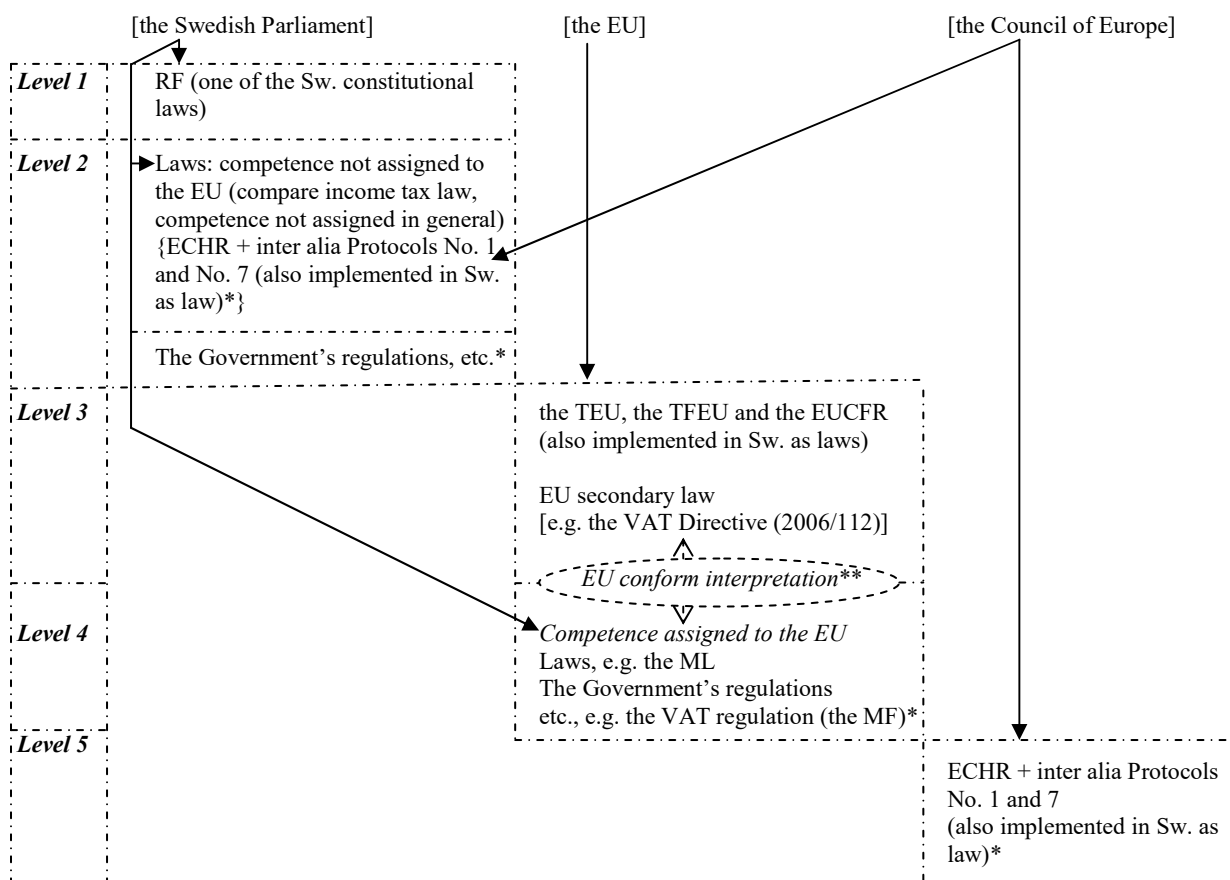 [the Swedish Parliament] [the EU] [the Council of Europe]
Level 1
RF (one of the Sw. constitutional
laws)
Level 2
Laws: competence not assigned to
the EU (compare income tax law,
competence not assigned in general)
{ECHR + inter alia Protocols No. 1
and No. 7 (also implemented in Sw.
as law)*}
The Government’s regulations, etc.*
Level 3
the TEU, the TFEU and the EUCFR
(also implemented in Sw. as laws)
EU secondary law
[e.g. the VAT Directive (2006/112)]
EU conform interpretation**
Level 4
Competence assigned to the EU
Laws, e.g. the ML
The Government’s regulations
etc., e.g. the VAT regulation (the MF)*
Level 5
ECHR + inter alia Protocols
No. 1 and 7
(also implemented in Sw. as
law)*